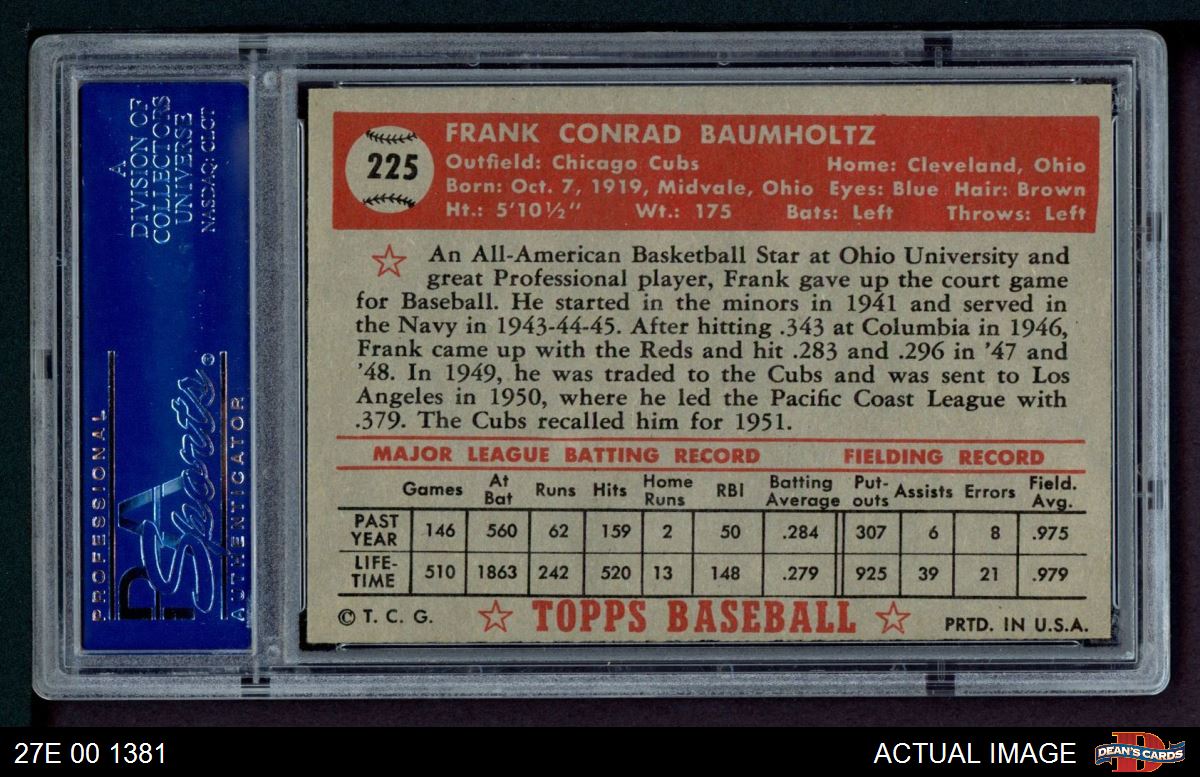 A
DIVISION OF
COLLECTORS
UNIVERSE
NASDAQ: CLCT
PROFESSIONAL
PSA
Sports
AUTHENTICATOR
225
FRANK CONRAD BAUMHOLTZ
Outfield: Chicago Cubs Home: Cleveland, Ohio
Born: Oct. 7, 1919, Midvale, Ohio Eyes: Blue Hair: Brown
Ht.: 5'10½" Wt.: 175 Bats: Left Throws: Left
An All-American Basketball Star at Ohio University and
great Professional player, Frank gave up the court game
for Baseball. He started in the minors in 1941 and served in
the Navy in 1943-44-45. After hitting .343 at Columbia in 1946,
Frank came up with the Reds and hit .283 and .296 in '47 and
'48. In 1949, he was traded to the Cubs and was sent to Los
Angeles in 1950, where he led the Pacific Coast League with
.379. The Cubs recalled him for 1951.
MAJOR LEAGUE BATTING RECORD FIELDING RECORD
Games At Bat Runs Hits Home Runs RBI Batting Average Put-outs Assists Errors Field. Avg.
PAST YEAR 146 560 62 159 2 50 .284 307 6 8 .975
LIFE-TIME 510 1863 242 520 13 148 .279 925 39 21 .979
© T. C. G. TOPPS BASEBALL PRTD. IN U.S.A.
27E 00 1381 ACTUAL IMAGE DEAN'S CARDS